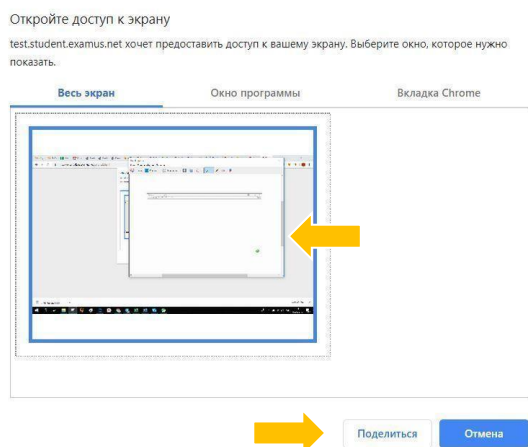 Откройте доступ к экрану
test.student.examus.net хочет предоставить доступ к вашему экрану. Выберите окно, которое нужно
показать.
Весь экран Окно программы Вкладка Chrome
Поделиться Отмена